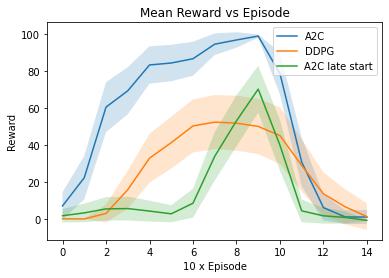 Mean Reward vs Episode
A2C
DDPG
A2C late start
Reward
100
80
60
40
20
0
0 2 4 6 8 10 12 14
10 x Episode